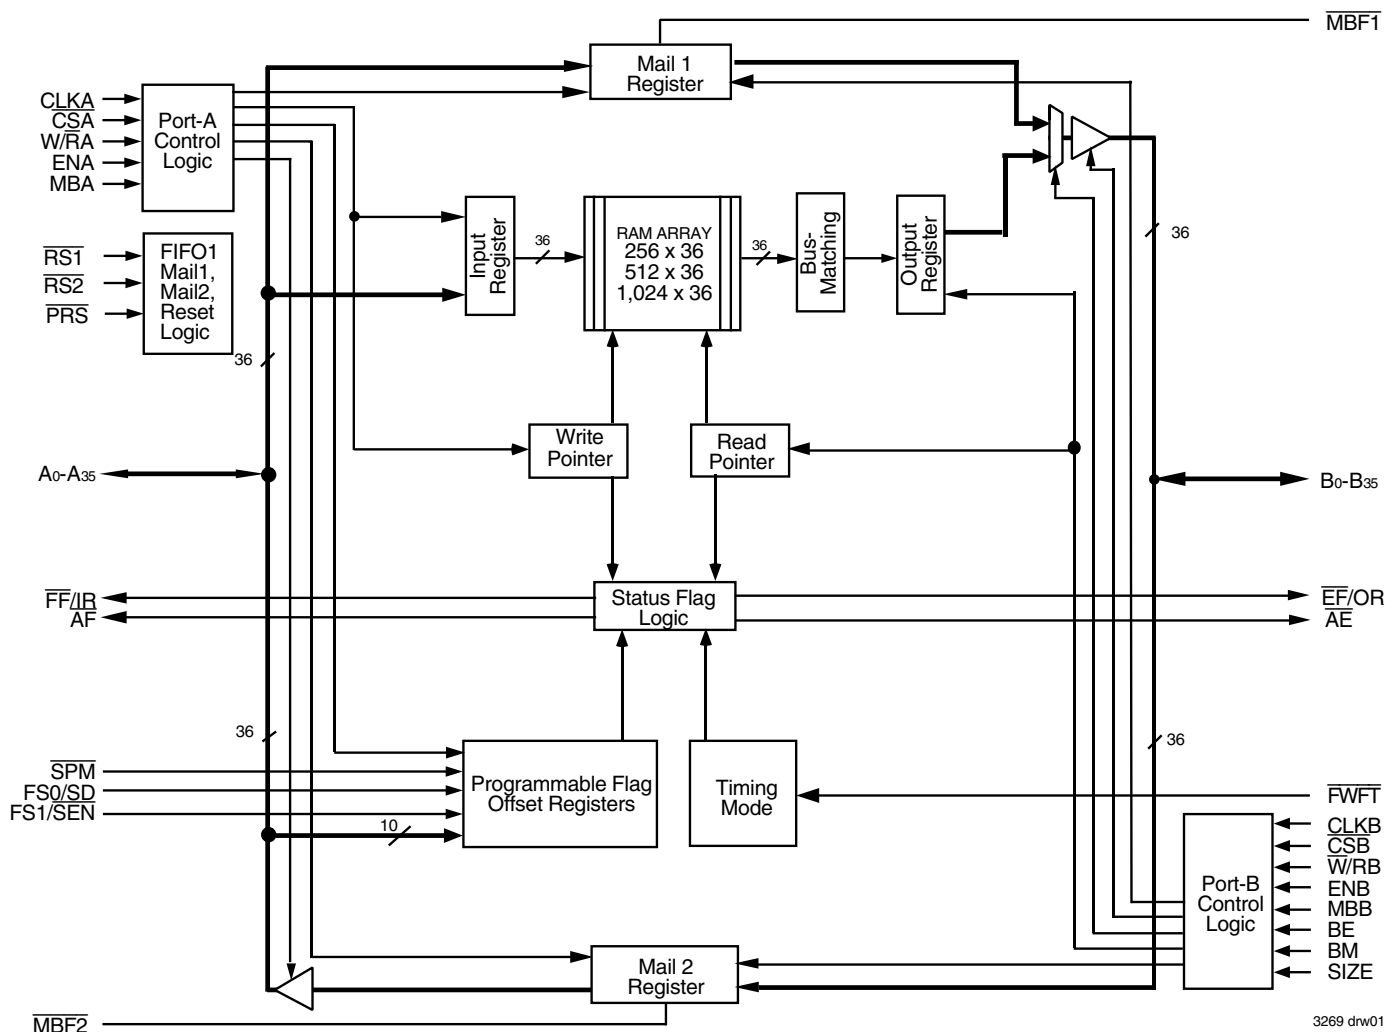 MBF1
Mail 1
Register
CLKA
CSA
W/RA
ENA
MBA
Port-A
Control
Logic
RS1
RS2
PRS
FIFO1
Mail1,
Mail2,
Reset
Logic
36
Input
Register
36
RAM ARRAY
256 x 36
512 x 36
1,024 x 36
36
Bus-
Matching
Output
Register
36
Write
Pointer
Read
Pointer
A0-A35
B0-B35
FF/IR
AF
Status Flag
Logic
EF/OR
AE
36
36
SPM
FS0/SD
FS1/SEN
10
Programmable Flag
Offset Registers
Timing
Mode
FWFT
CLKB
CSB
W/RB
ENB
MBB
BE
BM
SIZE
Port-B
Control
Logic
Mail 2
Register
MBF2
3269 drw01